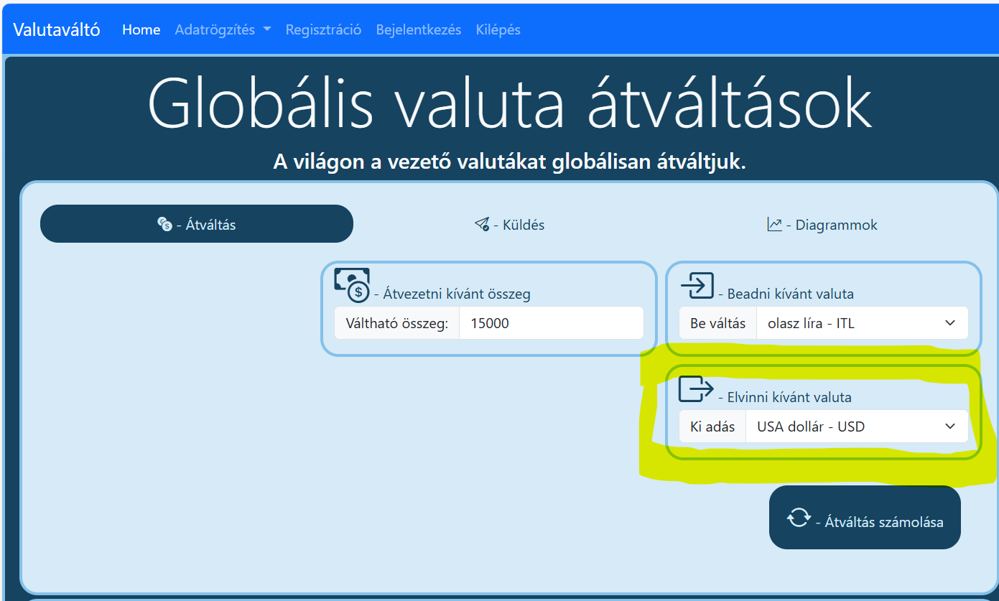 Valutaváltó Home Adatrögzítés Regisztráció Bejelentkezés Kilépés
Globális valuta átváltások
A világon a vezető valutákat globálisan átváltjuk.
- Átváltás
- Küldés
- Diagrammok
- Átvezetni kívánt összeg
Váltható összeg: 15000
- Beadni kívánt valuta
Be váltás olasz líra - ITL
- Elvinni kívánt valuta
Ki adás USA dollár - USD
- Átváltás számolása